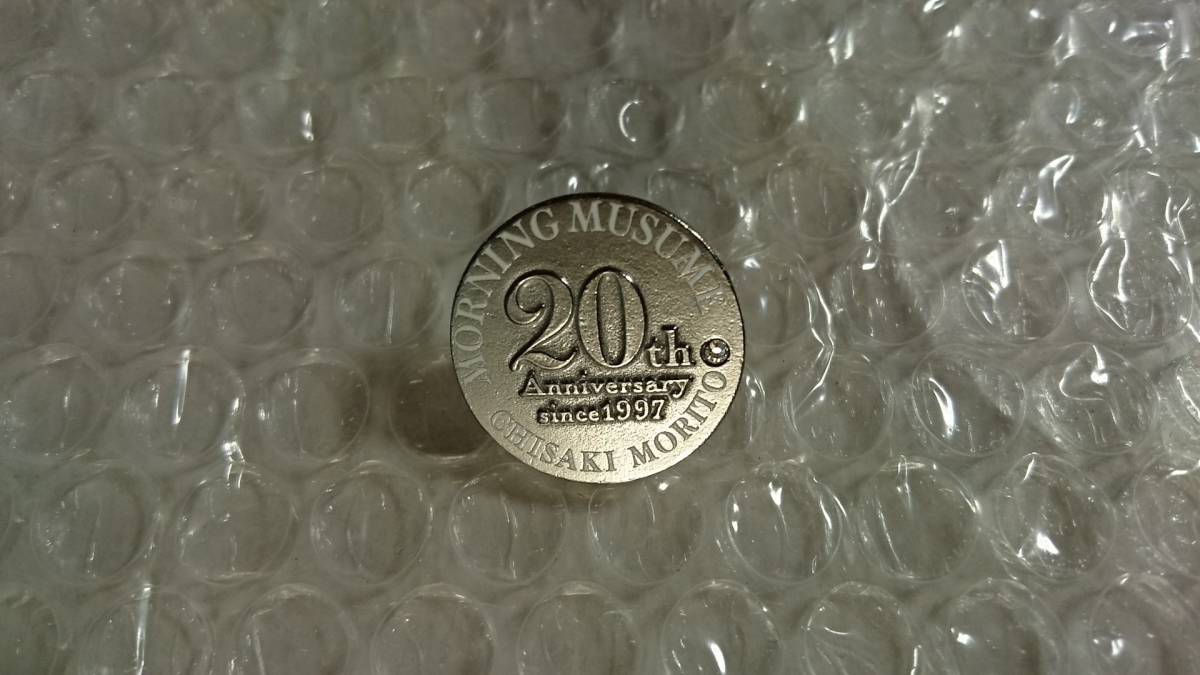 MORNING MUSUME
20th
Anniversary
since1997
CHISAKI MORITO